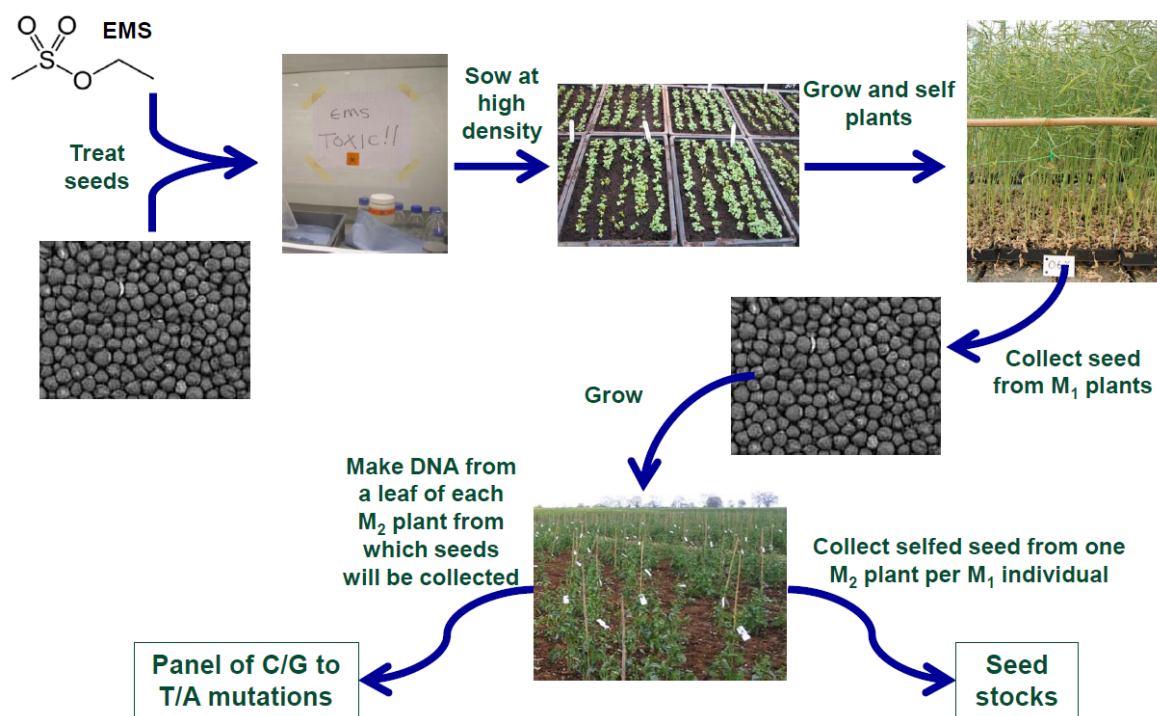 O
O
S
O
EMS
Treat
seeds
EMS
TOXIC!!
Sow at
high
density
Grow and self
plants
Collect seed
from M₁ plants
Grow
Make DNA from
a leaf of each
M₂ plant from
which seeds
will be collected
Collect selfed seed from one
M₂ plant per M₁ individual
Panel of C/G to
T/A mutations
Seed
stocks